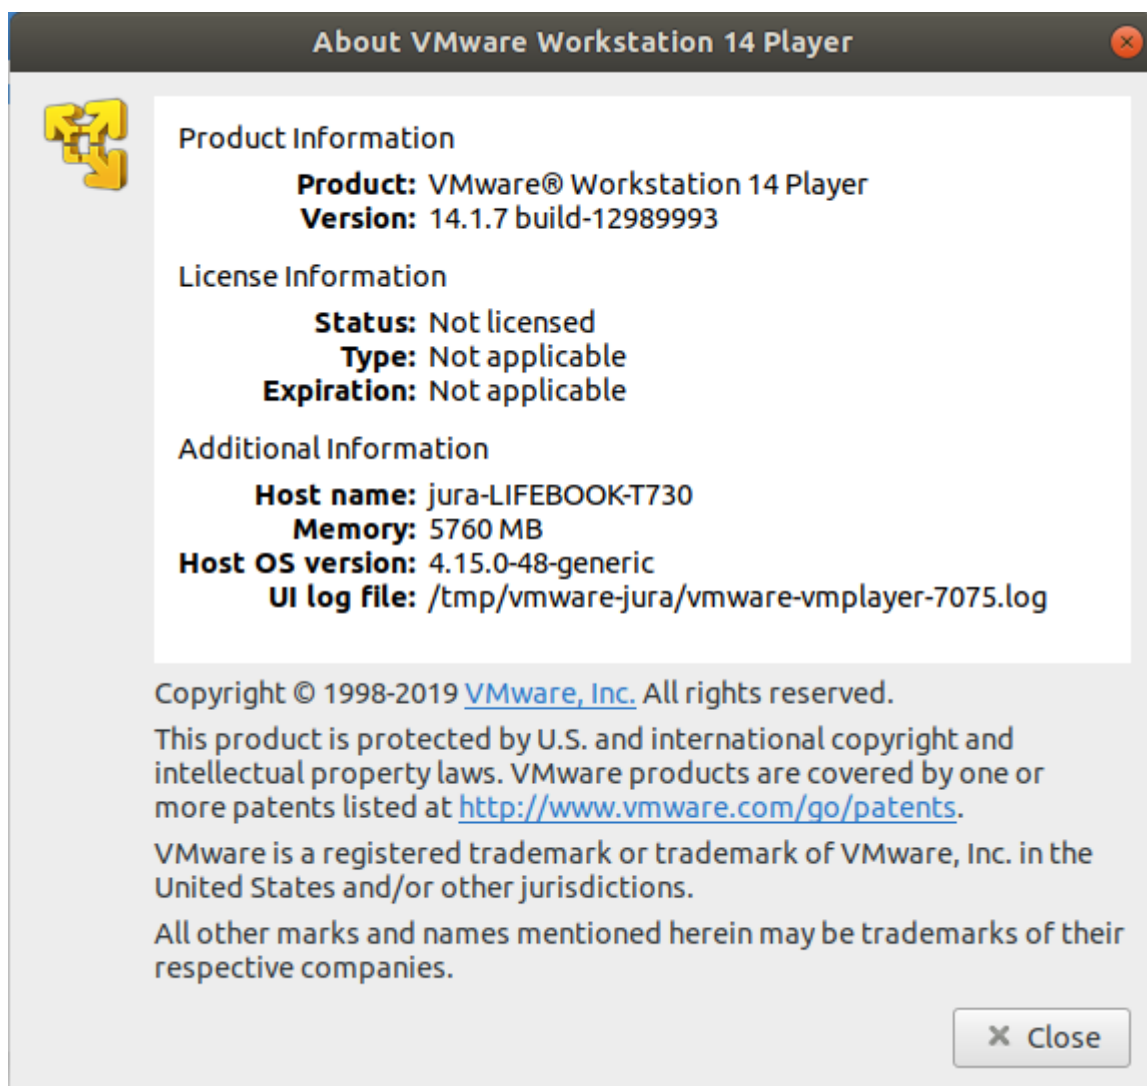 About VMware Workstation 14 Player
Product Information
Product: VMware® Workstation 14 Player
Version: 14.1.7 build-12989993
License Information
Status: Not licensed
Type: Not applicable
Expiration: Not applicable
Additional Information
Host name: jura-LIFEBOOK-T730
Memory: 5760 MB
Host OS version: 4.15.0-48-generic
UI log file: /tmp/vmware-jura/vmware-vmplayer-7075.log
Copyright © 1998-2019 VMware, Inc. All rights reserved.
This product is protected by U.S. and international copyright and
intellectual property laws. VMware products are covered by one or
more patents listed at http://www.vmware.com/go/patents.
VMware is a registered trademark or trademark of VMware, Inc. in the
United States and/or other jurisdictions.
All other marks and names mentioned herein may be trademarks of their
respective companies.
Close